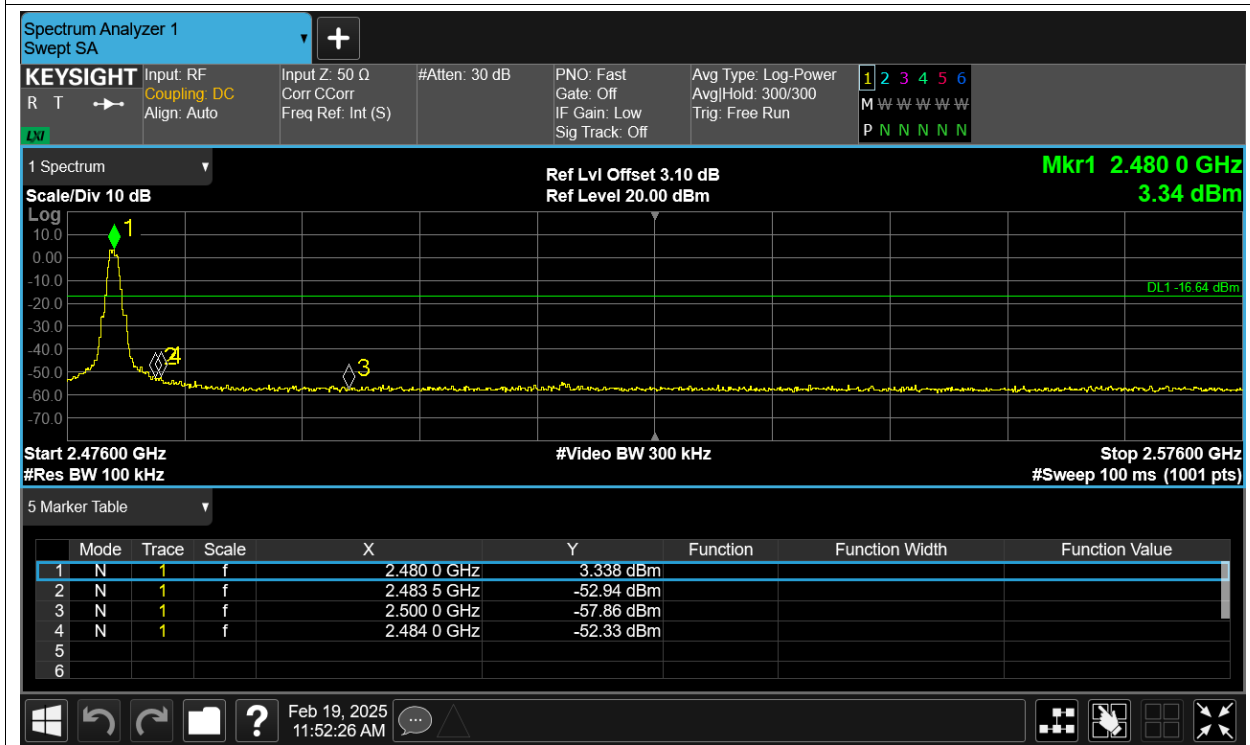 Spectrum Analyzer 1
Swept SA
KEYSIGHT Input: RF Input Z: 50 Ω #Atten: 30 dB PNO: Fast Avg Type: Log-Power 1 2 3 4 5 6
R T Coupling: DC Corr CCorr Gate: Off Avg|Hold: 300/300 M W W W W W
Align: Auto Freq Ref: Int (S) IF Gain: Low Trig: Free Run
LXI Sig Track: Off P N N N N N
1 Spectrum Ref Lvl Offset 3.10 dB Mkr1 2.480 0 GHz
Scale/Div 10 dB Ref Level 20.00 dBm 3.34 dBm
Log
1
10.0
0.00
-10.0
DL1 -16.64 dBm
-20.0
-30.0
-40.0
2 4
3
-50.0
-60.0
-70.0
Start 2.47600 GHz #Video BW 300 kHz Stop 2.57600 GHz
#Res BW 100 kHz #Sweep 100 ms (1001 pts)
5 Marker Table
Mode Trace Scale X Y Function Function Width Function Value
1 N 1 f 2.480 0 GHz 3.338 dBm
2 N 1 f 2.483 5 GHz -52.94 dBm
3 N 1 f 2.500 0 GHz -57.86 dBm
4 N 1 f 2.484 0 GHz -52.33 dBm
5
6
? Feb 19, 2025
11:52:26 AM